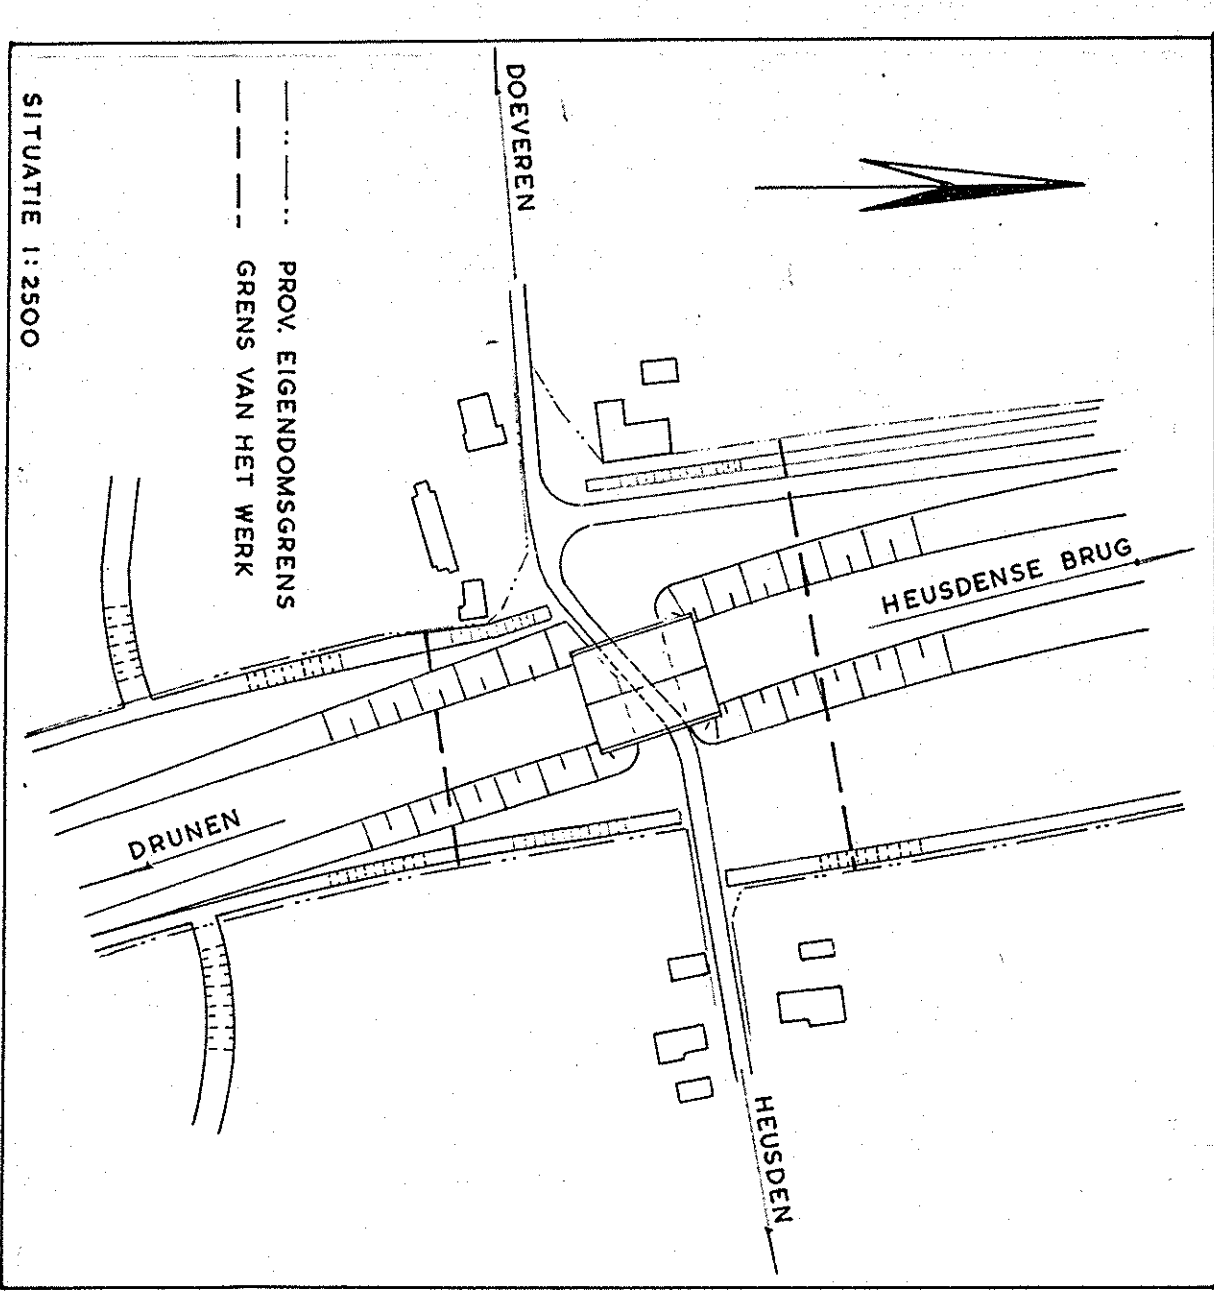 DOEVEREN
HEUSDENSE BRUG
PROV. EIGENDOMSGRENS
GRENS VAN HET WERK
SITUATIE 1:2500
DRUNEN
HEUSDEN